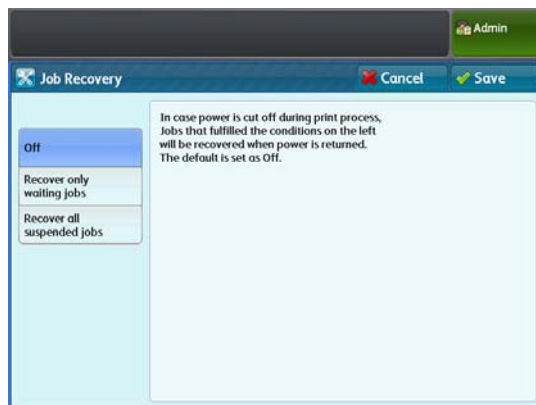 Admin
Job Recovery
Cancel
Save
Off
Recover only
waiting jobs
Recover all
suspended jobs
In case power is cut off during print process,
Jobs that fulfilled the conditions on the left
will be recovered when power is returned.
The default is set as Off.